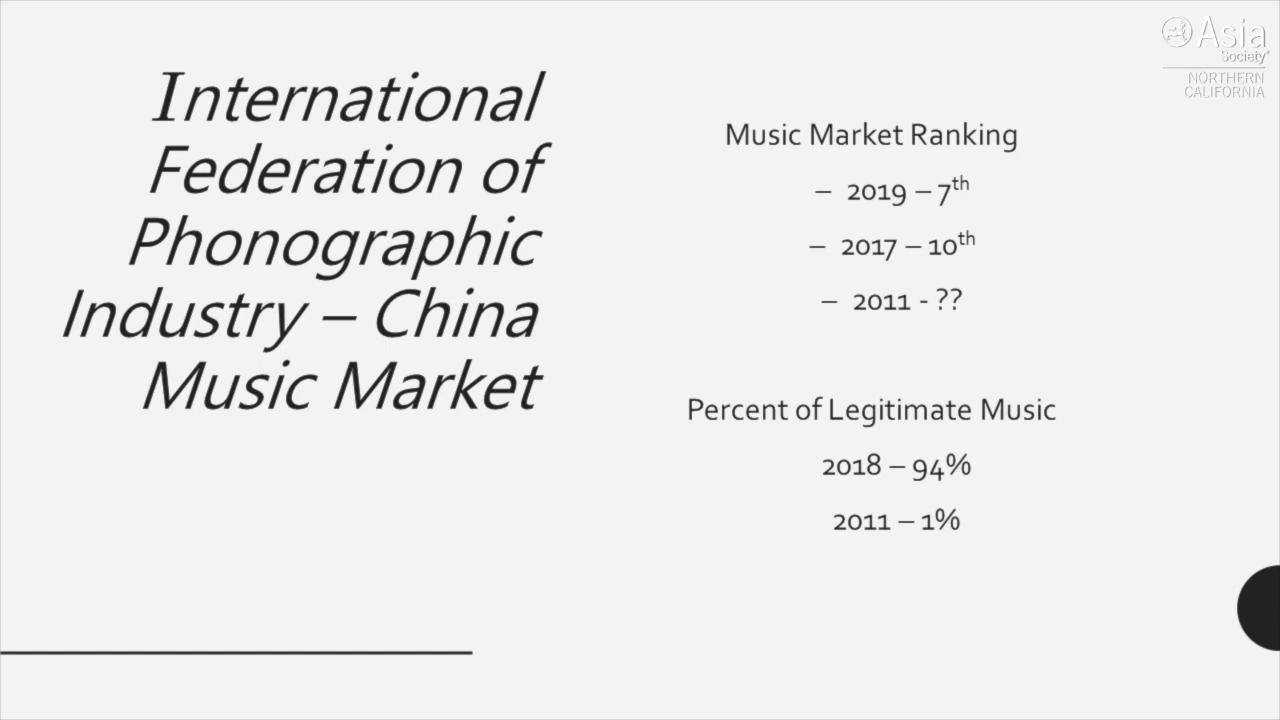 International
Federation of
Phonographic
Industry – China
Music Market
Music Market Ranking
– 2019 – 7th
– 2017 – 10th
– 2011 - ??
Percent of Legitimate Music
2018 – 94%
2011 – 1%
Asia
Society
NORTHERN
CALIFORNIA